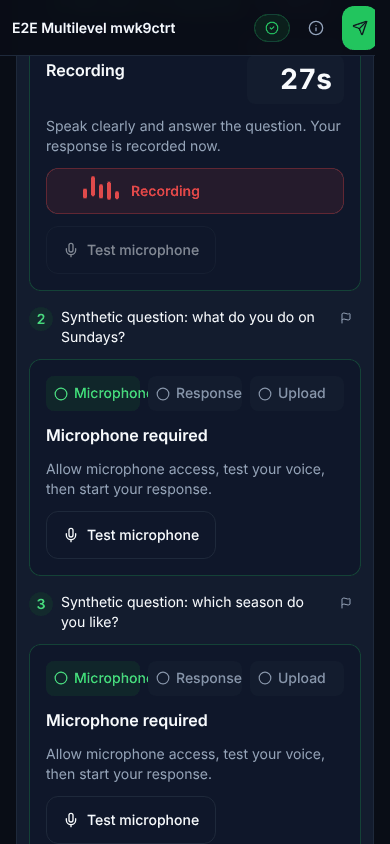 E2E Multilevel mwk9ctrt
Recording
27s
Speak clearly and answer the question. Your
response is recorded now.
Recording
Test microphone
2
Synthetic question: what do you do on
Sundays?
Microphone
Response
Upload
Microphone required
Allow microphone access, test your voice,
then start your response.
Test microphone
3
Synthetic question: which season do
you like?
Microphone
Response
Upload
Microphone required
Allow microphone access, test your voice,
then start your response.
Test microphone